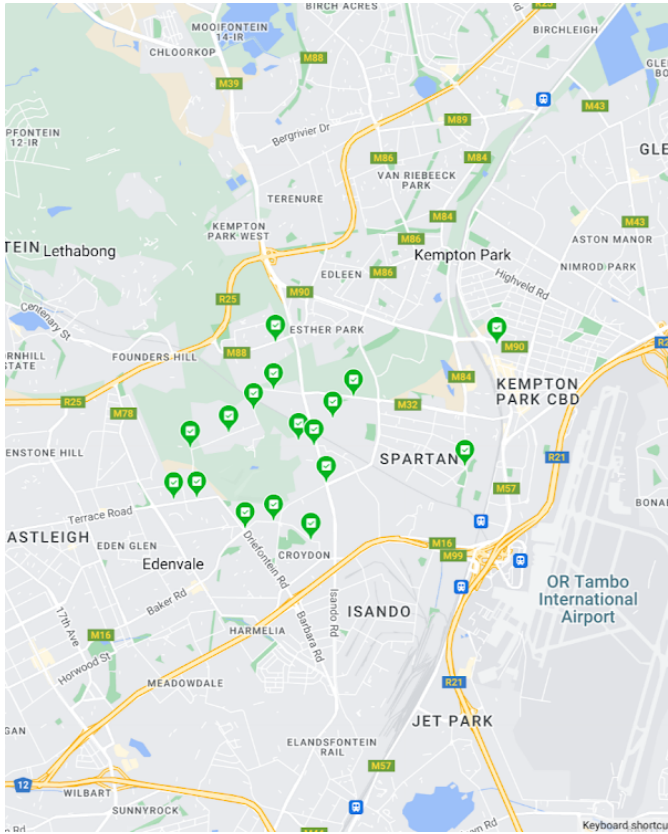 R25
BIRCH ACRES
MOOIFONTEIN
14-IR
BIRCHLEIGH
CHLOORKOP
M88
M39
M43
M89
PFONTEIN
12-IR
Bergrivier Dr
M86
M84
GLE
VAN RIEBEECK
PARK
TERENURE
M84
M43
KEMPTON
PARK WEST
M86
ASTON MANOR
TEIN
Lethabong
Kempton Park
EDLEEN
M86
NIMROD PARK
Highveld Rd
M90
R25
Centenary St
ESTHER PARK
M90
FOUNDERS HILL
M88
ORNHILL
STATE
M84
KEMPTON
PARK CBD
R25
M78
M32
ENSTONE HILL
SPARTAN
R21
M57
Terrace Road
BONA
ASTLEIGH
EDEN GLEN
M16
M99
Edenvale
CROYDON
Driefontein Rd
OR Tambo
International
Airport
Baker Rd
17th Ave
ISANDO
Isando Rd
M16
HARMELIA
Barbara Rd
Horwood St
MEADOWDALE
R21
JET PARK
GAN
ELANDSFONTEIN
RAIL
M57
12
WILBART
SUNNYROCK
Keyboard shortcu